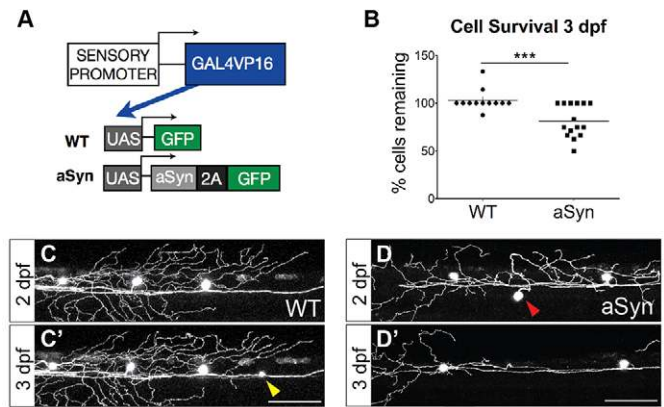 A
SENSORY
PROMOTER
GAL4VP16
WT
UAS
GFP
aSyn
UAS
aSyn
2A
GFP
B
Cell Survival 3 dpf
***
% cells remaining
150
100
50
0
WT
aSyn
2 dpf
C
WT
3 dpf
C'
2 dpf
D
aSyn
3 dpf
D'